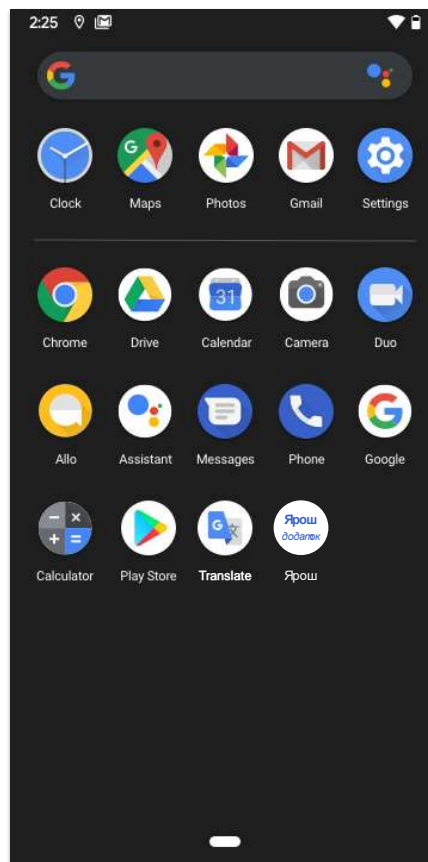 2:25
Clock Maps Photos Gmail Settings
31
Chrome Drive Calendar Camera Duo
Allo Assistant Messages Phone Google
Ярош
додаток
Calculator Play Store Translate Ярош